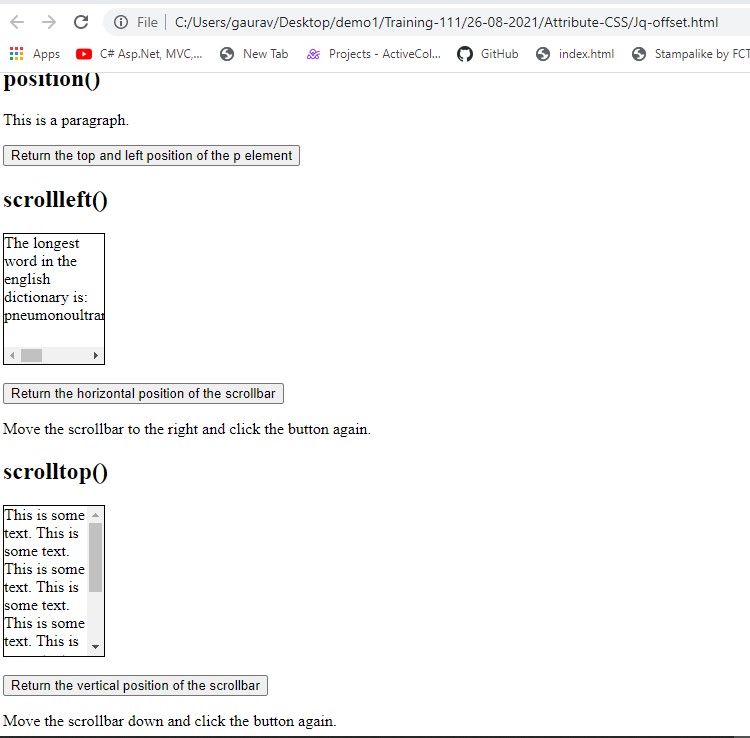 File | C:/Users/gaurav/Desktop/demo1/Training-111/26-08-2021/Attribute-CSS/Jq-offset.html
Apps C# Asp.Net, MVC,... New Tab Projects - ActiveCol... GitHub index.html Stampalike by FCT
position()
This is a paragraph.
Return the top and left position of the p element
scrollleft()
The longest
word in the
english
dictionary is:
pneumonoultran
Return the horizontal position of the scrollbar
Move the scrollbar to the right and click the button again.
scrolltop()
This is some
text. This is
some text.
This is some
text. This is
some text.
This is some
text. This is
Return the vertical position of the scrollbar
Move the scrollbar down and click the button again.